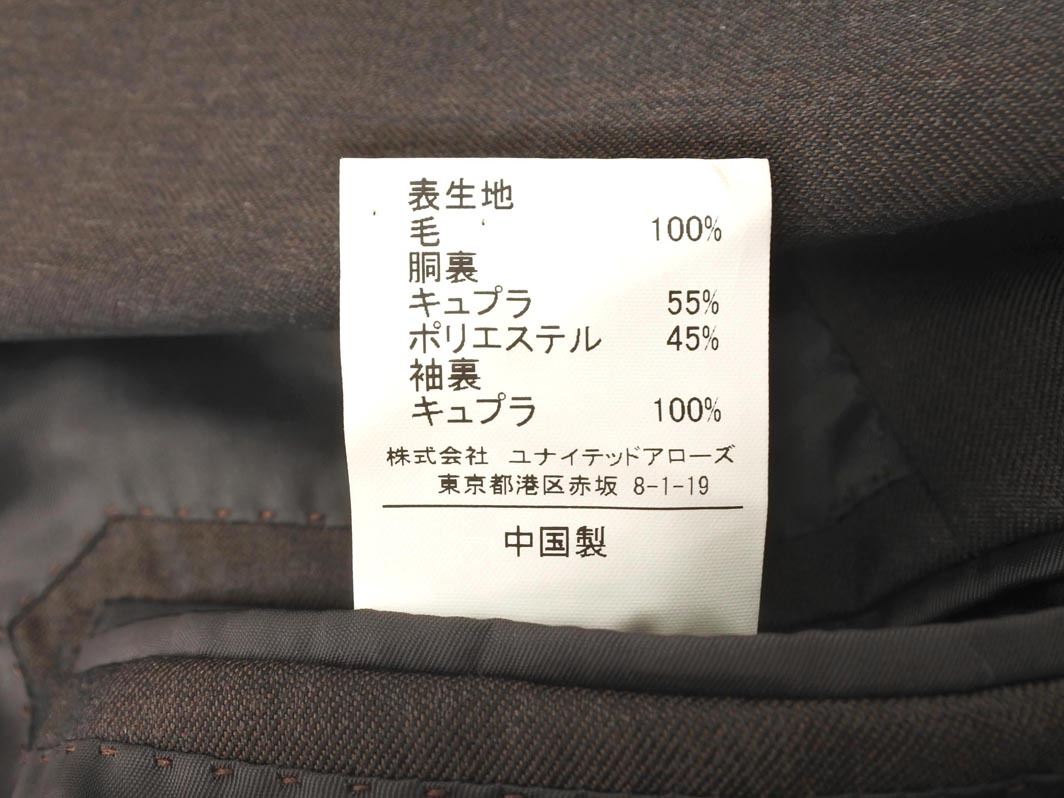 表生地
毛 100%
胴裏
キュプラ 55%
ポリエステル 45%
袖裏
キュプラ 100%
株式会社 ユナイテッドアローズ
東京都港区赤坂 8-1-19
中国製